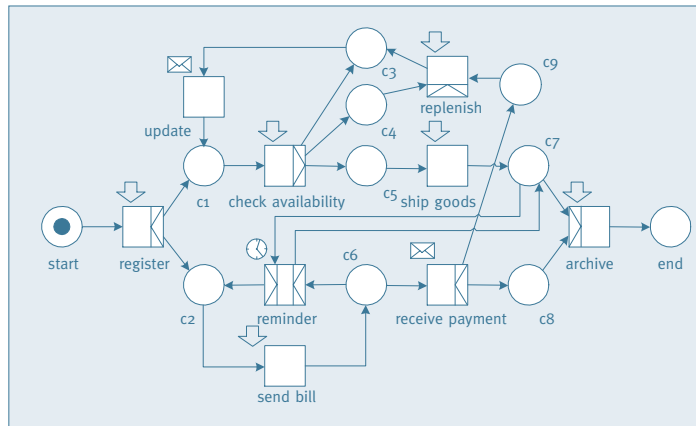 c3
c9
replenish
update
c4
c7
c1
check availability
c5
ship goods
start
register
c6
archive
end
c2
reminder
receive payment
c8
send bill